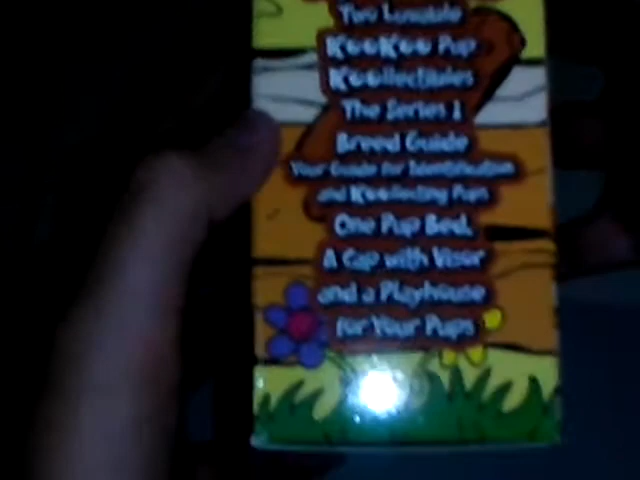 Two Lovable
KooKoo Pup
Koollectibles
The Series 1
Breed Guide
Your Guide for Identification
and Koollecting Pups
One Pup Bed,
A Cap with Visor
and a Playhouse
for Your Pups